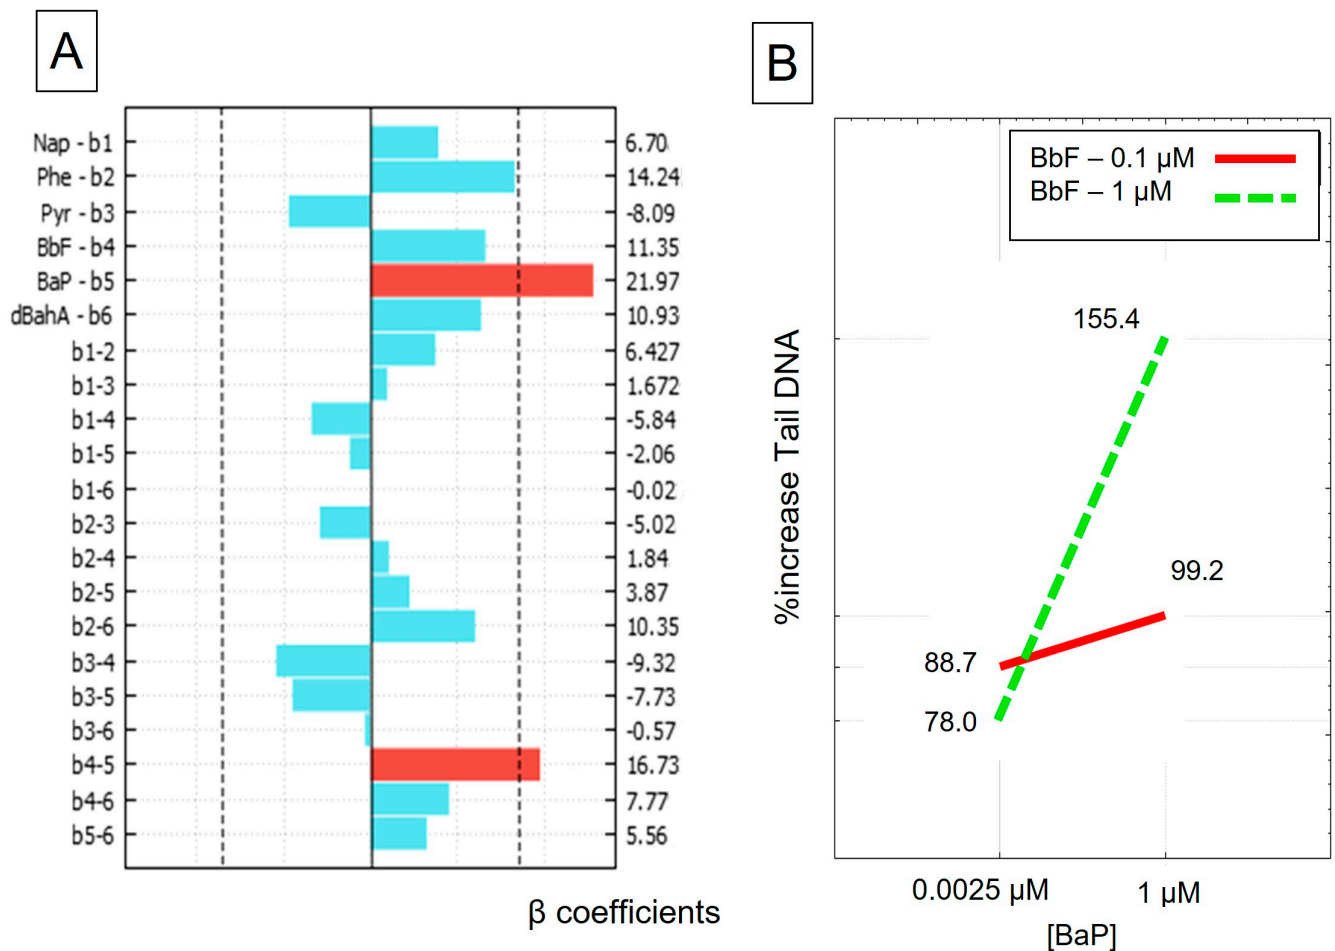 A
Nap - b1 6.70
Phe - b2 14.24
Pyr - b3 -8.09
BbF - b4 11.35
BaP - b5 21.97
dBahA - b6 10.93
b1-2 6.427
b1-3 1.672
b1-4 -5.84
b1-5 -2.06
b1-6 -0.02
b2-3 -5.02
b2-4 1.84
b2-5 3.87
b2-6 10.35
b3-4 -9.32
b3-5 -7.73
b3-6 -0.57
b4-5 16.73
b4-6 7.77
b5-6 5.56
β coefficients
B
BbF – 0.1 μM
BbF – 1 μM
155.4
99.2
88.7
78.0
%increase Tail DNA
0.0025 μM 1 μM
[BaP]